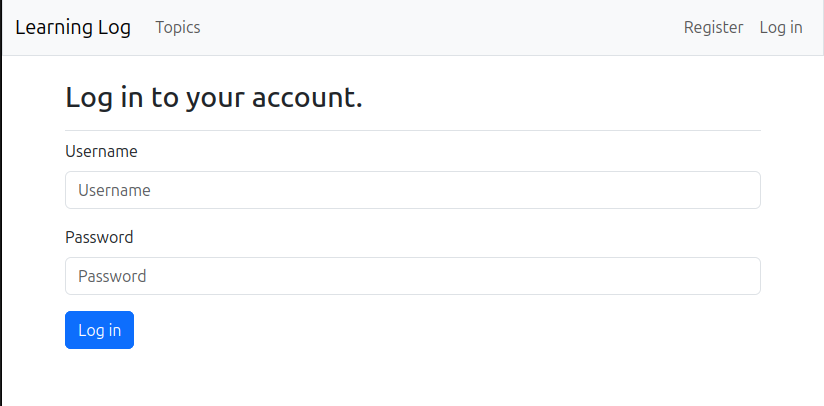 Learning Log Topics Register Log in
Log in to your account.
Username
Username
Password
Password
Log in